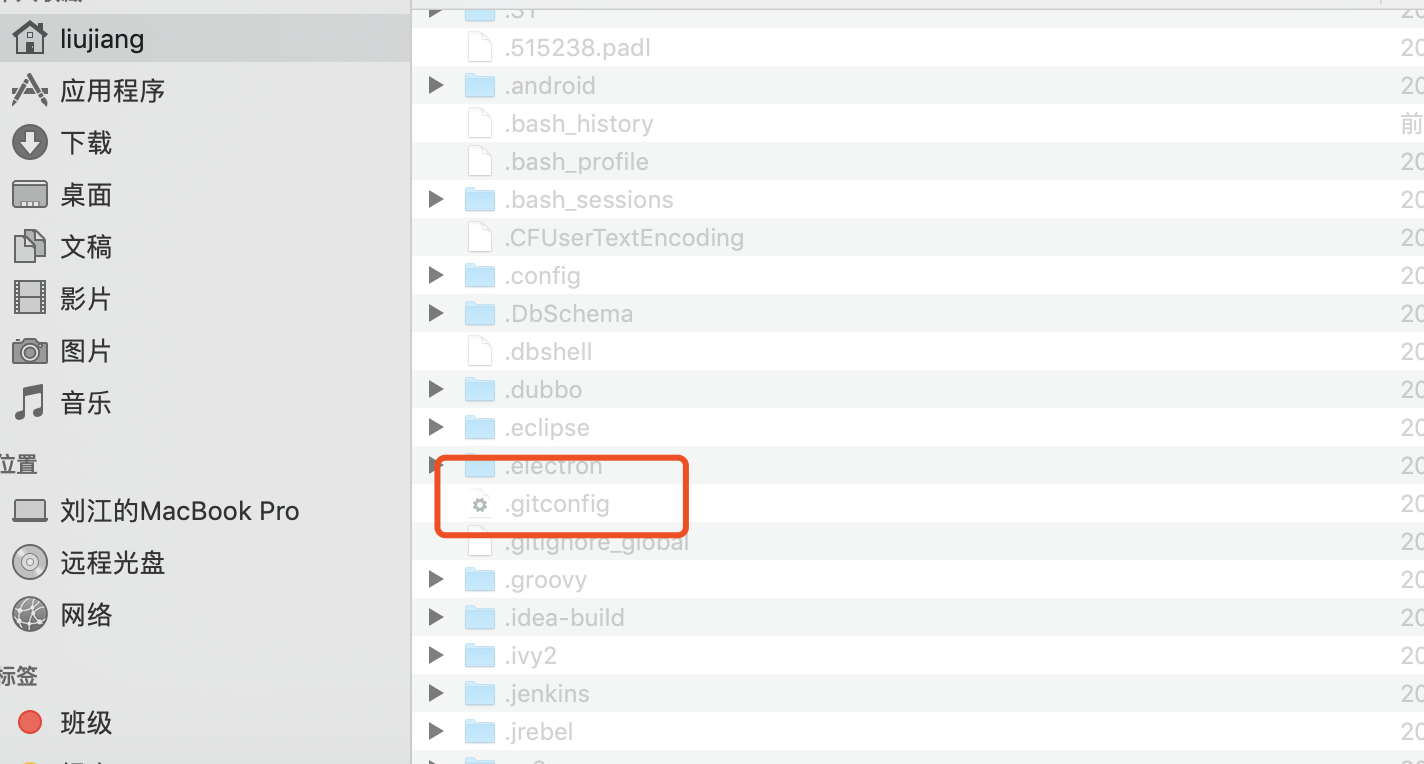 liujiang
应用程序
下载
桌面
文稿
影片
图片
音乐
位置
刘江的MacBook Pro
远程光盘
网络
标签
班级
.515238.padl
20
.android
20
.bash_history
前
.bash_profile
20
.bash_sessions
20
.CFUserTextEncoding
20
.config
20
.DbSchema
20
.dbshell
20
.dubbo
20
.eclipse
20
.electron
20
.gitconfig
20
.gitignore_global
20
.groovy
20
.idea-build
20
.ivy2
20
.jenkins
20
.jrebel
20